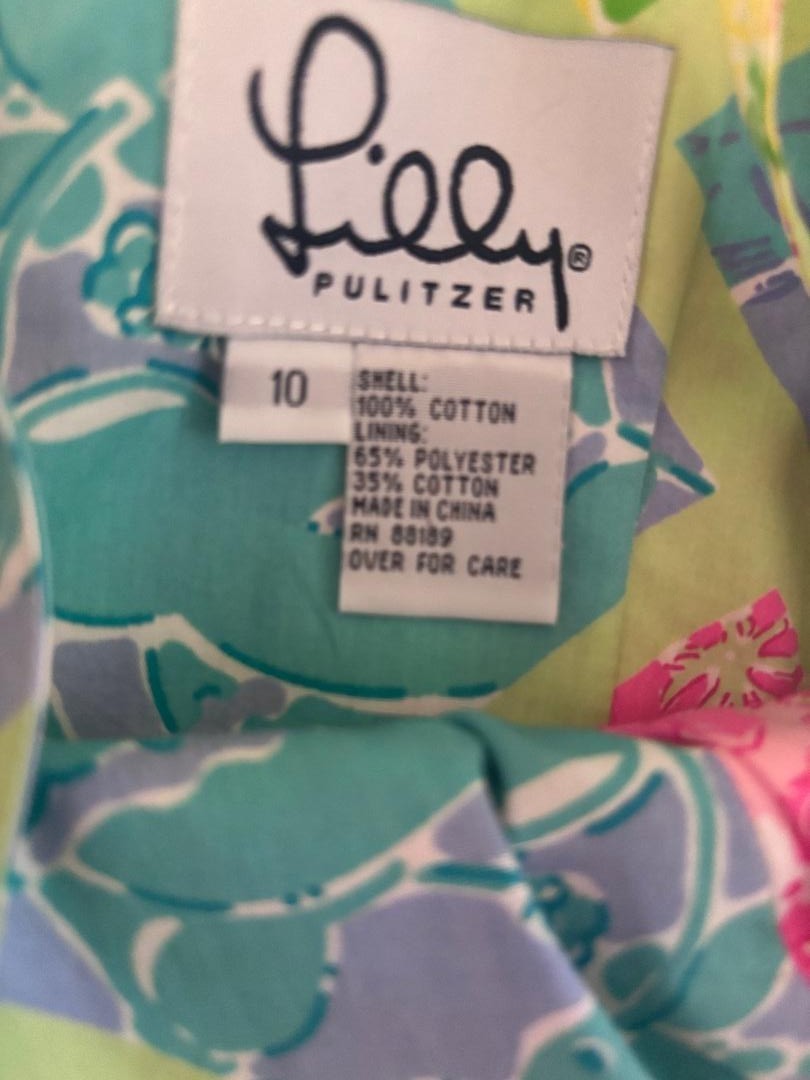 Lilly®
PULITZER
10
SHELL:
100% COTTON
LINING:
65% POLYESTER
35% COTTON
MADE IN CHINA
RN 88189
OVER FOR CARE